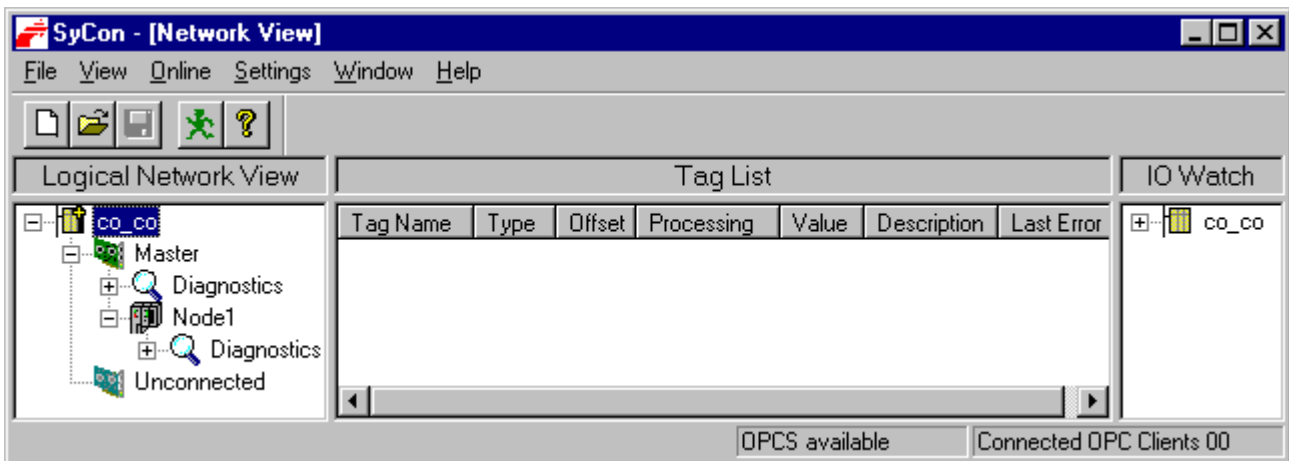 SyCon - [Network View]
File View Online Settings Window Help
Logical Network View
Tag List
IO Watch
co_co
Master
Diagnostics
Node1
Diagnostics
Unconnected
Tag Name Type Offset Processing Value Description Last Error
co_co
OPCS available
Connected OPC Clients 00